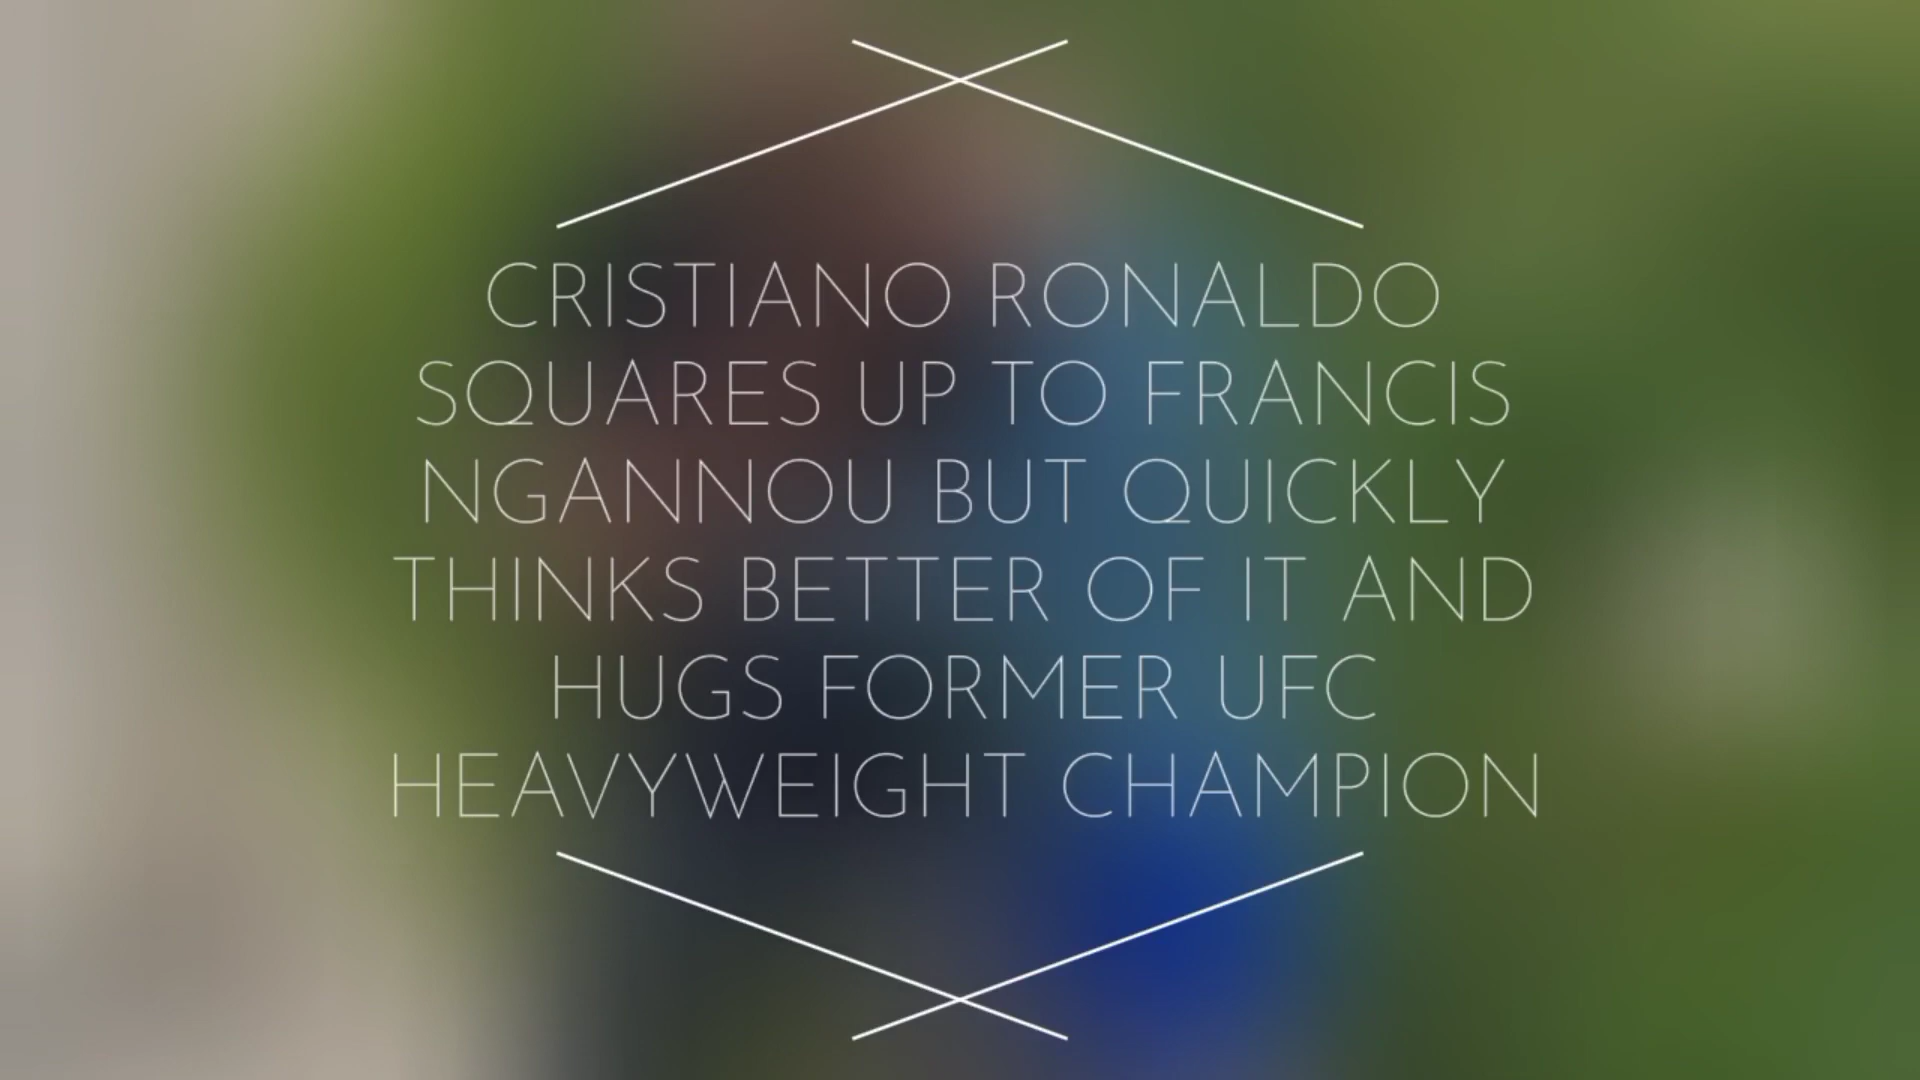 CRISTIANO RONALDO
SQUARES UP TO FRANCIS
NGANNOU BUT QUICKLY
THINKS BETTER OF IT AND
HUGS FORMER UFC
HEAVYWEIGHT CHAMPION